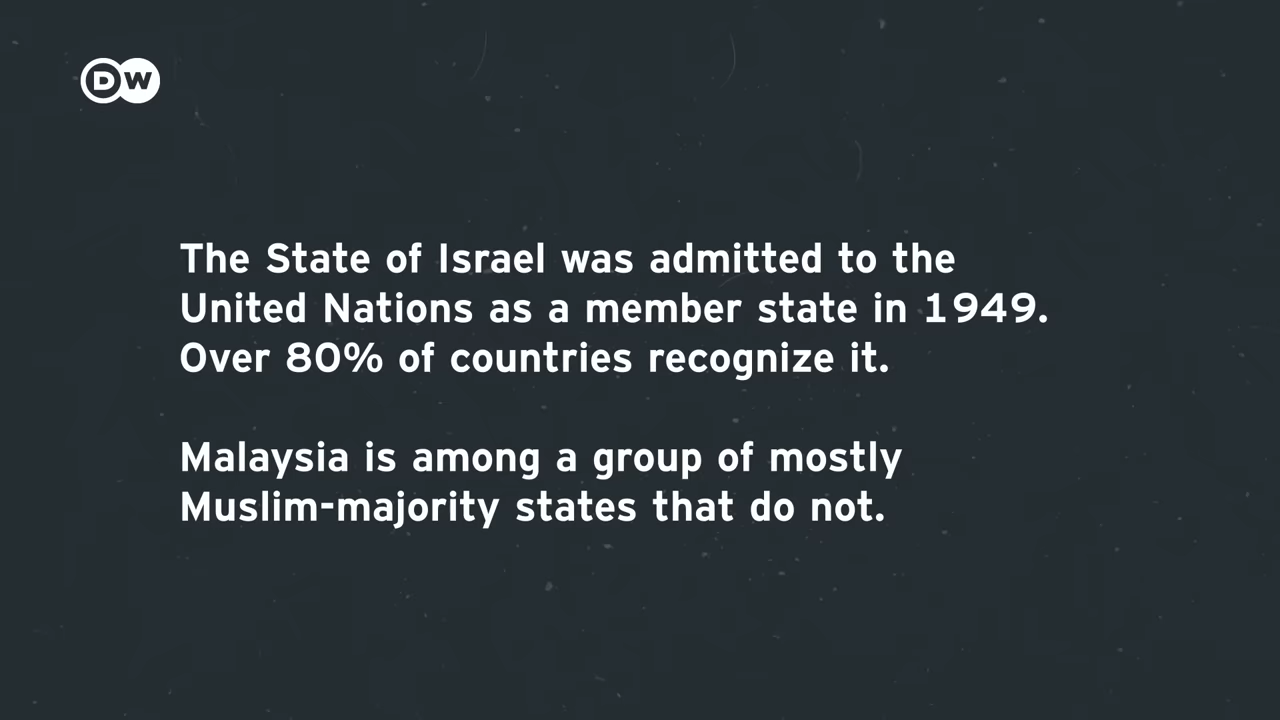 DW
The State of Israel was admitted to the
United Nations as a member state in 1949.
Over 80% of countries recognize it.
Malaysia is among a group of mostly
Muslim-majority states that do not.